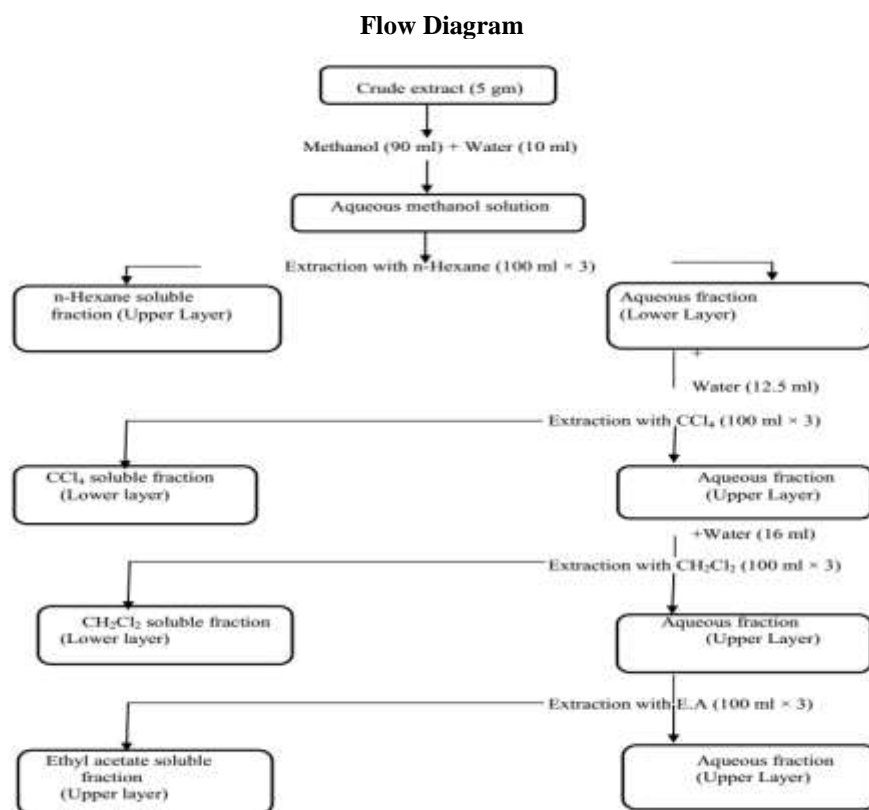 Flow Diagram
Crude extract (5 gm)
Methanol (90 ml) + Water (10 ml)
Aqueous methanol solution
Extraction with n-Hexane (100 ml × 3)
n-Hexane soluble
fraction (Upper Layer)
Aqueous fraction
(Lower Layer)
+
Water (12.5 ml)
Extraction with CCl₄ (100 ml × 3)
CCl₄ soluble fraction
(Lower layer)
Aqueous fraction
(Upper Layer)
+Water (16 ml)
Extraction with CH₂Cl₂ (100 ml × 3)
CH₂Cl₂ soluble fraction
(Lower layer)
Aqueous fraction
(Upper Layer)
Extraction with E.A (100 ml × 3)
Ethyl acetate soluble
fraction
(Upper layer)
Aqueous fraction
(Upper Layer)